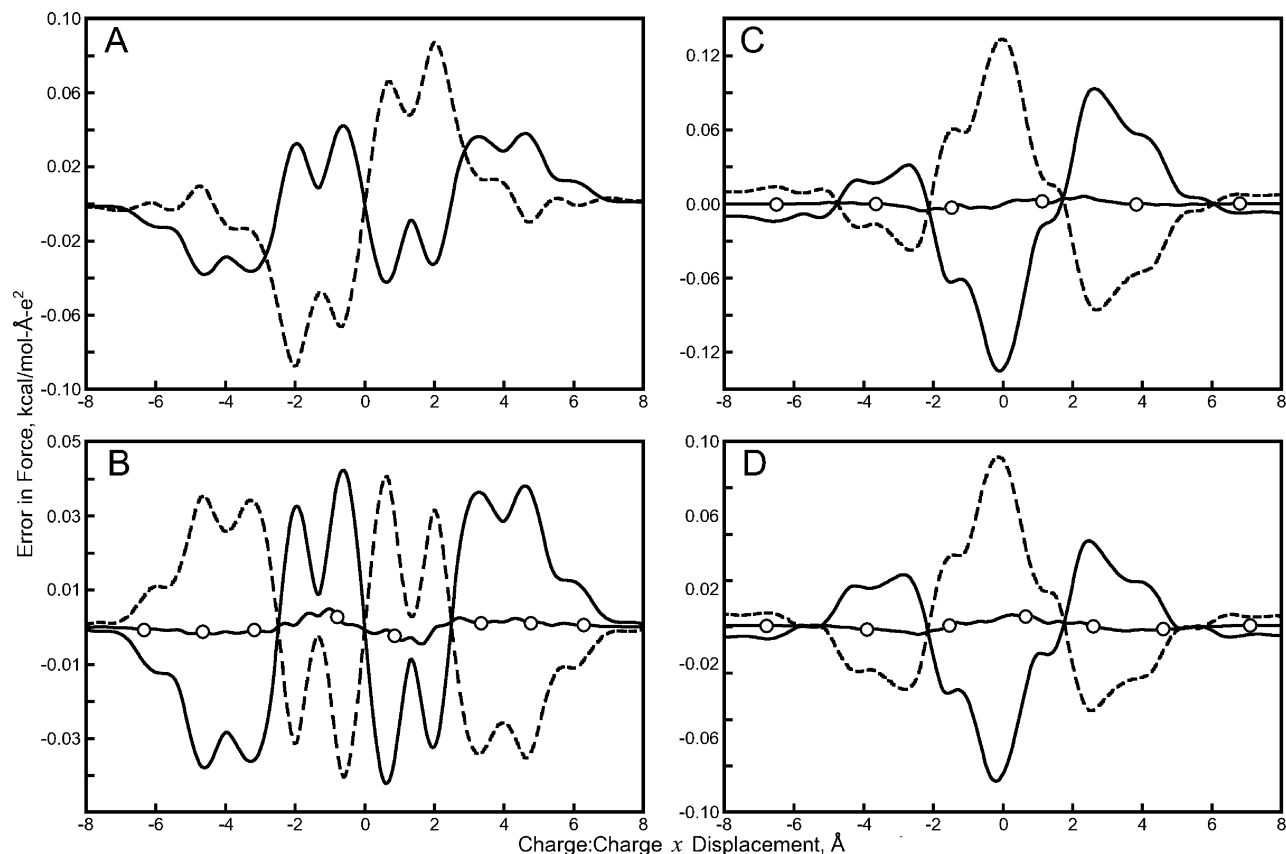 A
0.10
0.06
0.02
-0.02
-0.06
-0.10
-8 -6 -4 -2 0 2 4 6 8
C
0.12
0.06
0.00
-0.06
-0.12
-8 -6 -4 -2 0 2 4 6 8
B
0.05
0.03
0.01
-0.01
-0.03
-8 -6 -4 -2 0 2 4 6 8
D
0.10
0.06
0.02
-0.02
-0.06
-0.10
-8 -6 -4 -2 0 2 4 6 8
Error in Force, kcal/mol-Å-e²
Charge:Charge x Displacement, Å